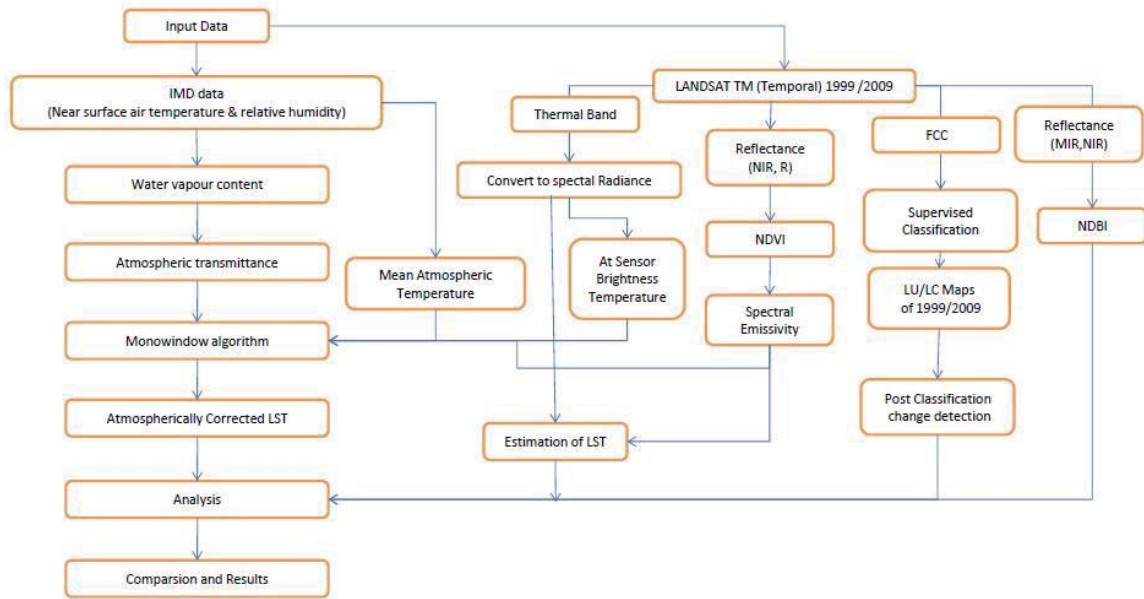 Input Data
IMD data
(Near surface air temperature & relative humidity)
Water vapour content
Atmospheric transmittance
Monowindow algorithm
Atmospherically Corrected LST
Analysis
Comparsion and Results
Mean Atmospheric
Temperature
LANDSAT TM (Temporal) 1999 /2009
Thermal Band
Convert to spectal Radiance
At Sensor
Brightness
Temperature
Estimation of LST
Reflectance
(NIR, R)
NDVI
Spectral
Emissivity
FCC
Supervised
Classification
LU/LC Maps
of 1999/2009
Post Classification
change detection
Reflectance
(MIR,NIR)
NDBI